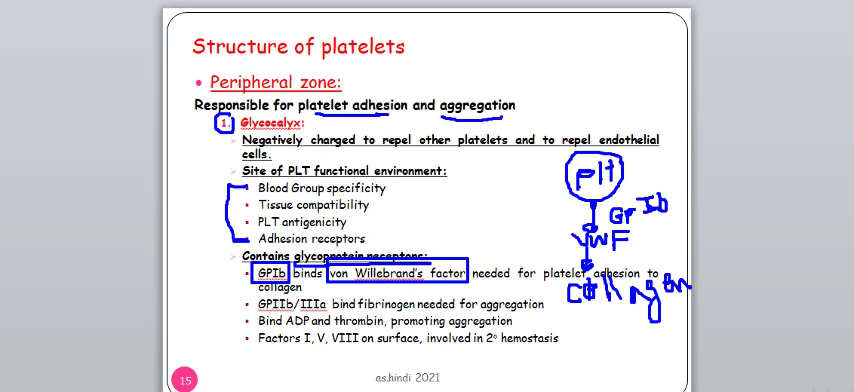 Structure of platelets
Peripheral zone:
Responsible for platelet adhesion and aggregation
1. Glycocalyx:
Negatively charged to repel other platelets and to repel endothelial
cells.
Site of PLT functional environment:
Blood Group specificity
Tissue compatibility
PLT antigenicity
Adhesion receptors
Contains glycoprotein receptors:
GPIb binds von Willebrand's factor needed for platelet adhesion to
collagen
GPIIb/IIIa bind fibrinogen needed for aggregation
Bind ADP and thrombin, promoting aggregation
Factors I, V, VIII on surface, involved in 2° hemostasis
Plt
GP Ib
VWF
15
as.hindi 2021